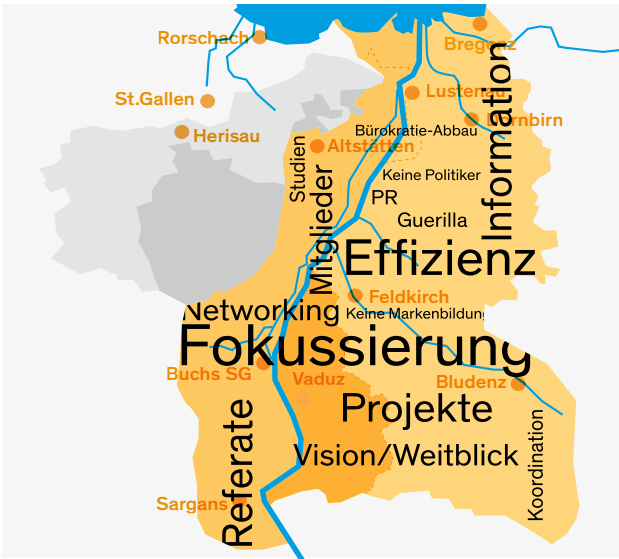 Bregenz
Rorschach
St.Gallen
Lustenau
Dornbirn
Information
Herisau
Bürokratie-Abbau
Altstätten
Studien
Mitglieder
Keine Politiker
PR
Guerilla
Effizienz
Feldkirch
Networking
Keine Markenbildung
Fokussierung
Buchs SG
Vaduz
Bludenz
Projekte
Referate
Vision/Weitblick
Koordination
Sargans